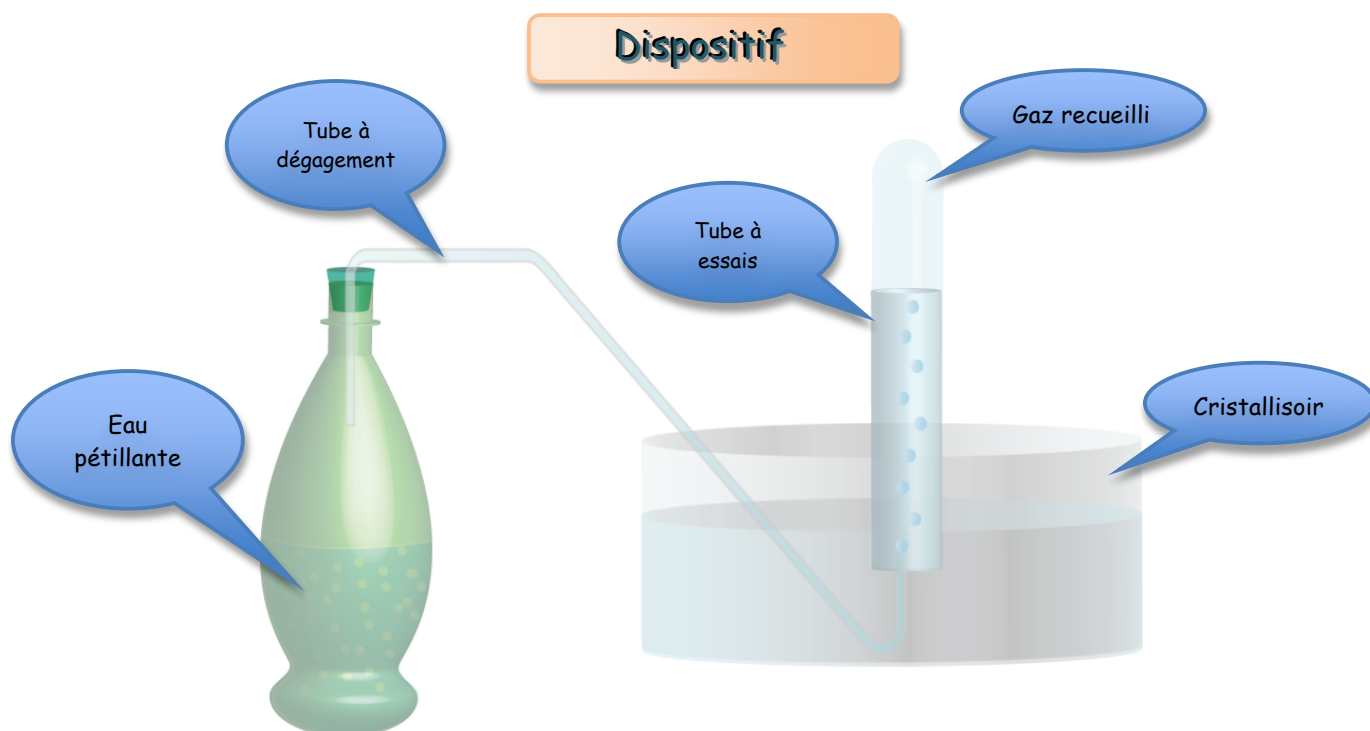 Dispositif
Tube à
dégagement
Gaz recueilli
Tube à
essais
Eau
pétillante
Cristallisoir